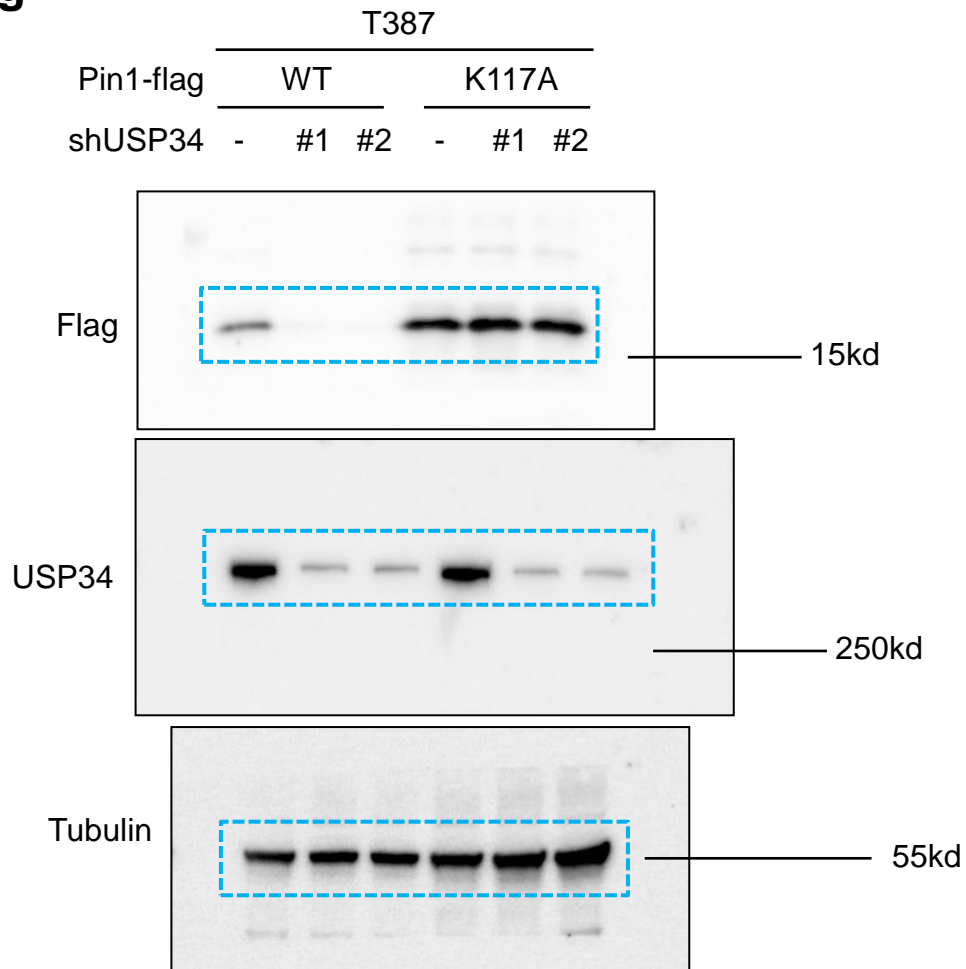 g
T387
Pin1-flag WT K117A
shUSP34 - #1 #2 - #1 #2
Flag
15kd
USP34
250kd
Tubulin
55kd